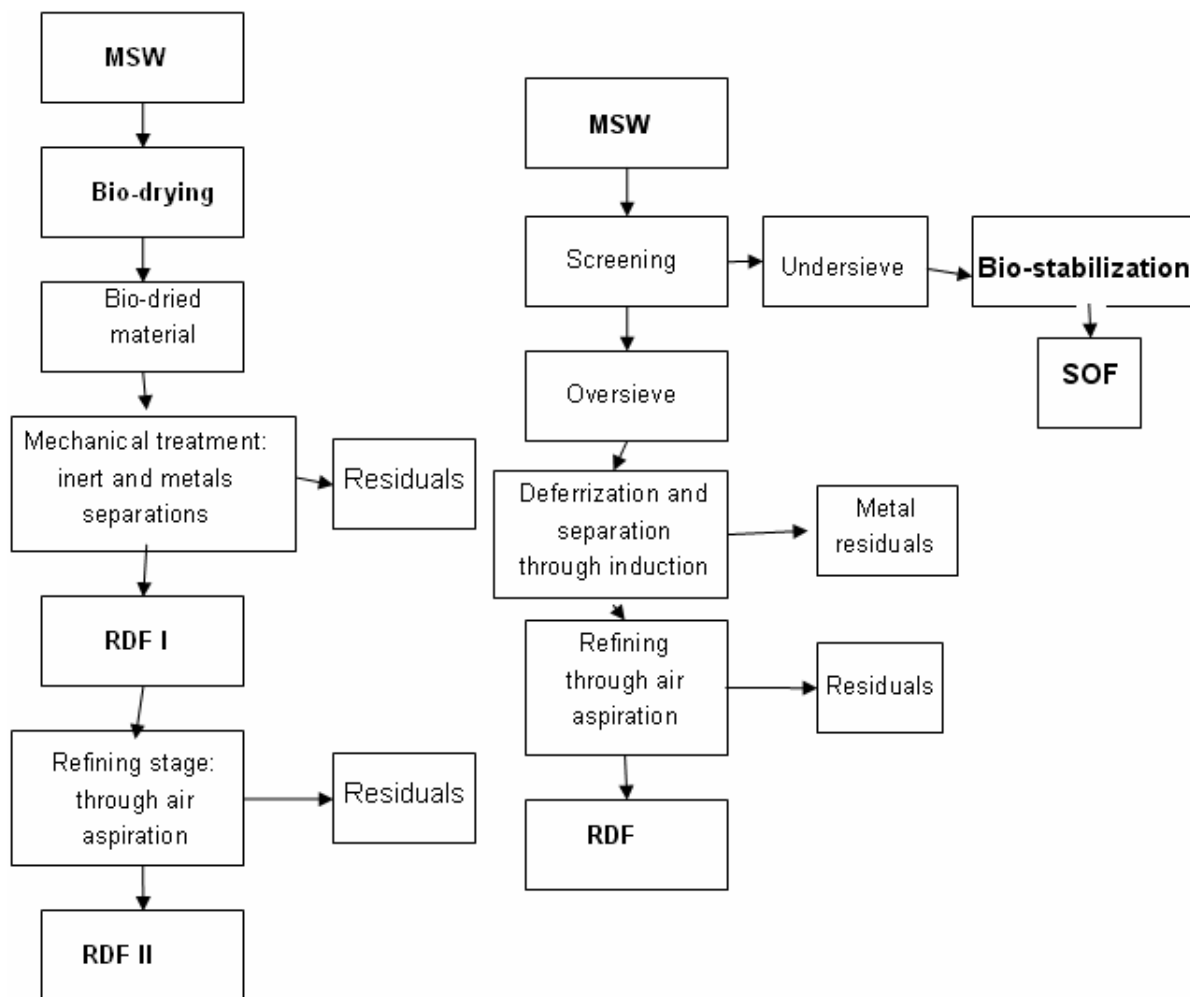 MSW
Bio-drying
Bio-dried
material
Mechanical treatment:
inert and metals
separations
Residuals
RDF I
Refining stage:
through air
aspiration
Residuals
RDF II
MSW
Screening
Undersieve
Bio-stabilization
SOF
Oversieve
Deferrization and
separation
through induction
Metal
residuals
Refining
through air
aspiration
Residuals
RDF